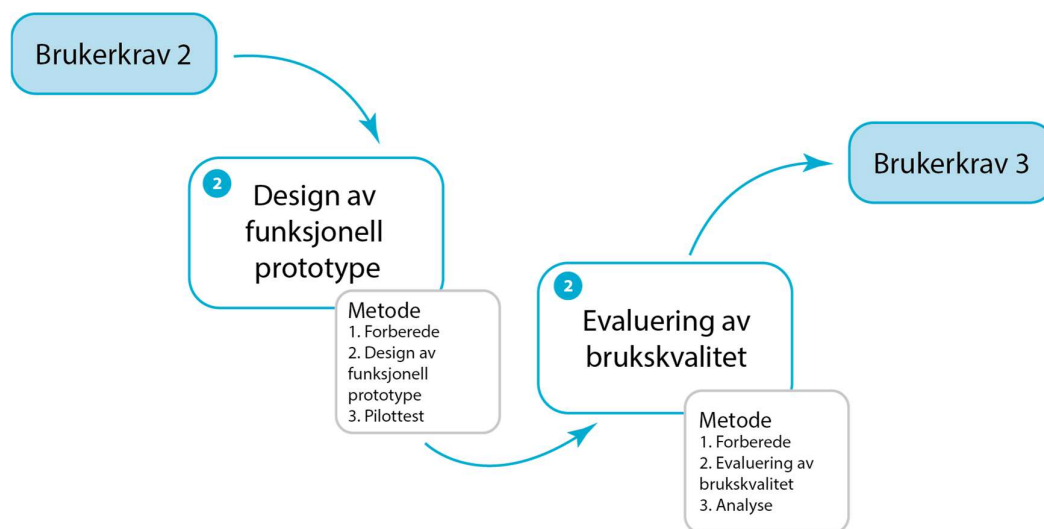 Brukerkrav 2
Brukerkrav 3
2
Design av
funksjonell
prototype
Metode
1. Forberede
2. Design av
funksjonell
prototype
3. Pilottest
2
Evaluering av
brukskvalitet
Metode
1. Forberede
2. Evaluering av
brukskvalitet
3. Analyse